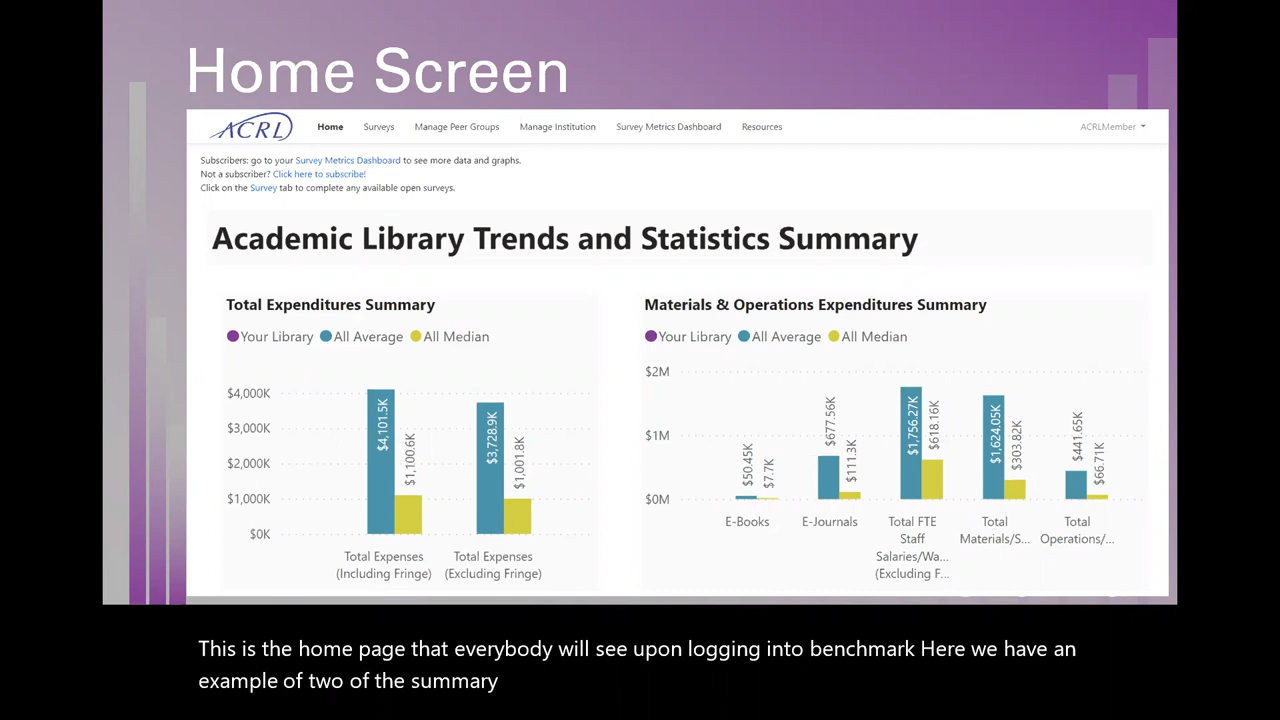 Home Screen
ACRL Home Surveys Manage Peer Groups Manage Institution Survey Metrics Dashboard Resources ACRLMember
Subscribers: go to your Survey Metrics Dashboard to see more data and graphs.
Not a subscriber? Click here to subscribe!
Click on the Survey tab to complete any available open surveys.
Academic Library Trends and Statistics Summary
Total Expenditures Summary
Your Library All Average All Median
$4,000K
$3,000K
$2,000K
$1,000K
$0K
$4,101.5K
$1,100.6K
$3,728.9K
$1,001.8K
Total Expenses
(Including Fringe)
Total Expenses
(Excluding Fringe)
Materials & Operations Expenditures Summary
Your Library All Average All Median
$2M
$1M
$0M
$50.45K
$7.7K
$677.56K
$111.3K
$1,756.27K
$618.16K
$1,624.05K
$303.82K
$441.65K
$66.71K
E-Books
E-Journals
Total FTE
Staff
Salaries/Wa...
(Excluding F...
Total
Materials/S...
Total
Operations/...
This is the home page that everybody will see upon logging into benchmark Here we have an
example of two of the summary